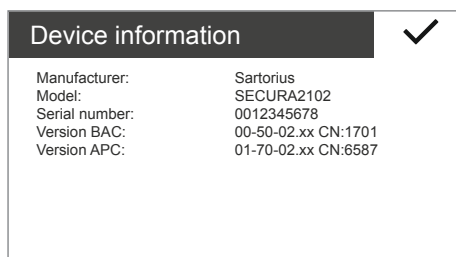 Device information
Manufacturer: Sartorius
Model: SECURA2102
Serial number: 0012345678
Version BAC: 00-50-02.xx CN:1701
Version APC: 01-70-02.xx CN:6587